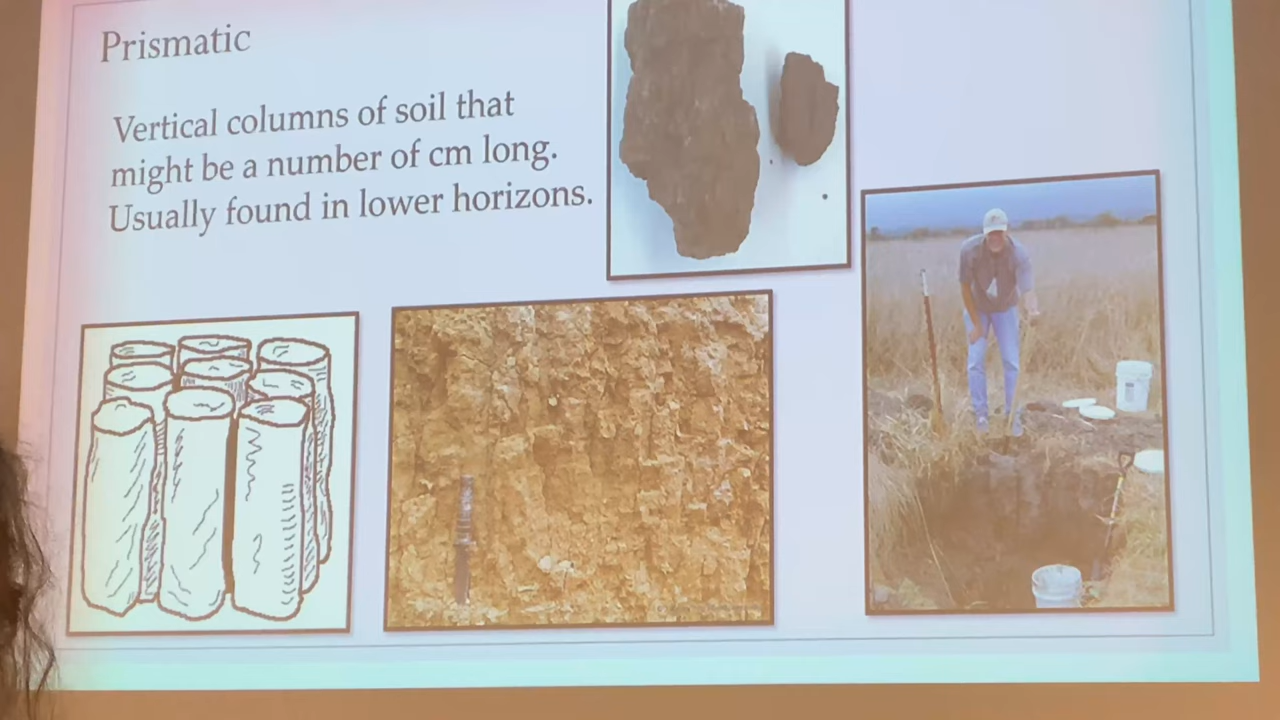 Prismatic
Vertical columns of soil that
might be a number of cm long.
Usually found in lower horizons.